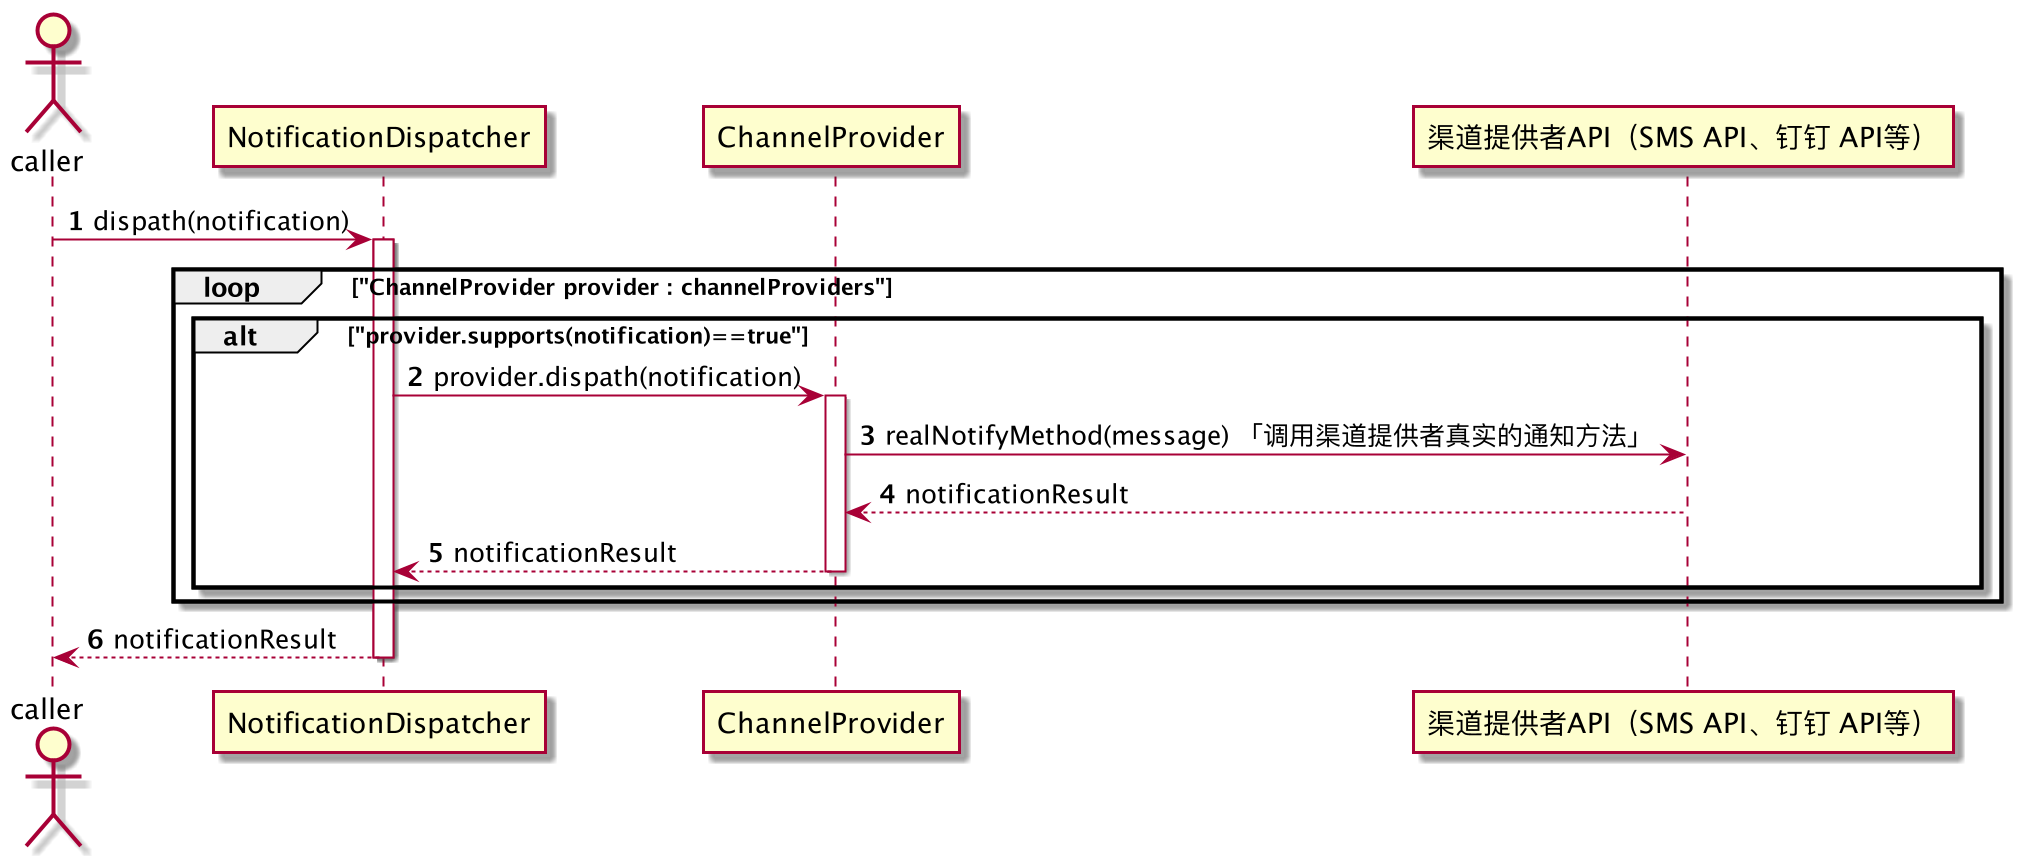 caller
NotificationDispatcher
ChannelProvider
渠道提供者API（SMS API、钉钉 API等）
1 dispath(notification)
loop
["ChannelProvider provider : channelProviders"]
alt
["provider.supports(notification)==true"]
2 provider.dispath(notification)
3 realNotifyMethod(message) 「调用渠道提供者真实的通知方法」
4 notificationResult
5 notificationResult
6 notificationResult
caller
NotificationDispatcher
ChannelProvider
渠道提供者API（SMS API、钉钉 API等）